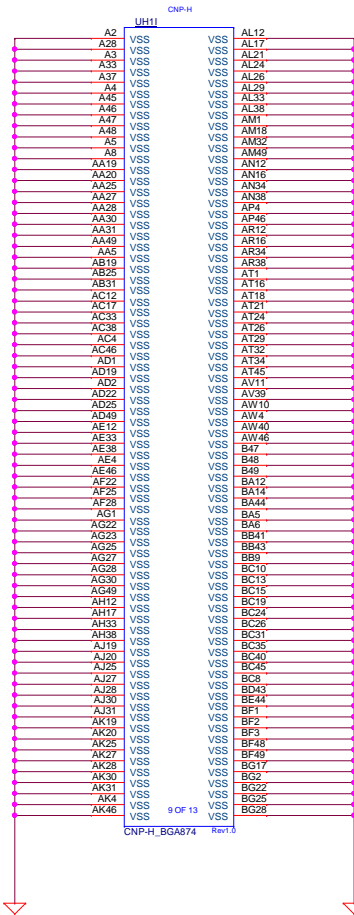 CNP-H
UH1I
A2 VSS VSS AL12
A28 VSS VSS AL17
A3 VSS VSS AL21
A33 VSS VSS AL24
A37 VSS VSS AL26
A4 VSS VSS AL29
A45 VSS VSS AL33
A46 VSS VSS AL38
A47 VSS VSS AM1
A48 VSS VSS AM18
A5 VSS VSS AM32
A8 VSS VSS AM49
AA19 VSS VSS AN12
AA20 VSS VSS AN16
AA25 VSS VSS AN34
AA27 VSS VSS AN38
AA28 VSS VSS AP4
AA30 VSS VSS AP46
AA31 VSS VSS AR12
AA49 VSS VSS AR16
AA5 VSS VSS AR34
AB19 VSS VSS AR38
AB25 VSS VSS AT1
AB31 VSS VSS AT16
AC12 VSS VSS AT18
AC17 VSS VSS AT21
AC33 VSS VSS AT24
AC38 VSS VSS AT26
AC4 VSS VSS AT29
AC46 VSS VSS AT32
AD1 VSS VSS AT34
AD19 VSS VSS AT45
AD2 VSS VSS AV11
AD22 VSS VSS AV39
AD25 VSS VSS AW10
AD49 VSS VSS AW4
AE12 VSS VSS AW40
AE33 VSS VSS AW46
AE38 VSS VSS B47
AE4 VSS VSS B48
AE46 VSS VSS B49
AF22 VSS VSS BA12
AF25 VSS VSS BA14
AF28 VSS VSS BA44
AG1 VSS VSS BA5
AG22 VSS VSS BA6
AG23 VSS VSS BB41
AG25 VSS VSS BB43
AG27 VSS VSS BB9
AG28 VSS VSS BC10
AG30 VSS VSS BC13
AG49 VSS VSS BC15
AH12 VSS VSS BC19
AH17 VSS VSS BC24
AH33 VSS VSS BC26
AH38 VSS VSS BC31
AJ19 VSS VSS BC35
AJ20 VSS VSS BC40
AJ25 VSS VSS BC45
AJ27 VSS VSS BC8
AJ28 VSS VSS BD43
AJ30 VSS VSS BE44
AJ31 VSS VSS BF1
AK19 VSS VSS BF2
AK20 VSS VSS BF3
AK25 VSS VSS BF48
AK27 VSS VSS BF49
AK28 VSS VSS BG17
AK30 VSS VSS BG2
AK31 VSS VSS BG22
AK4 VSS VSS BG25
AK46 VSS 9 OF 13 VSS BG28
CNP-H_BGA874 Rev1.0